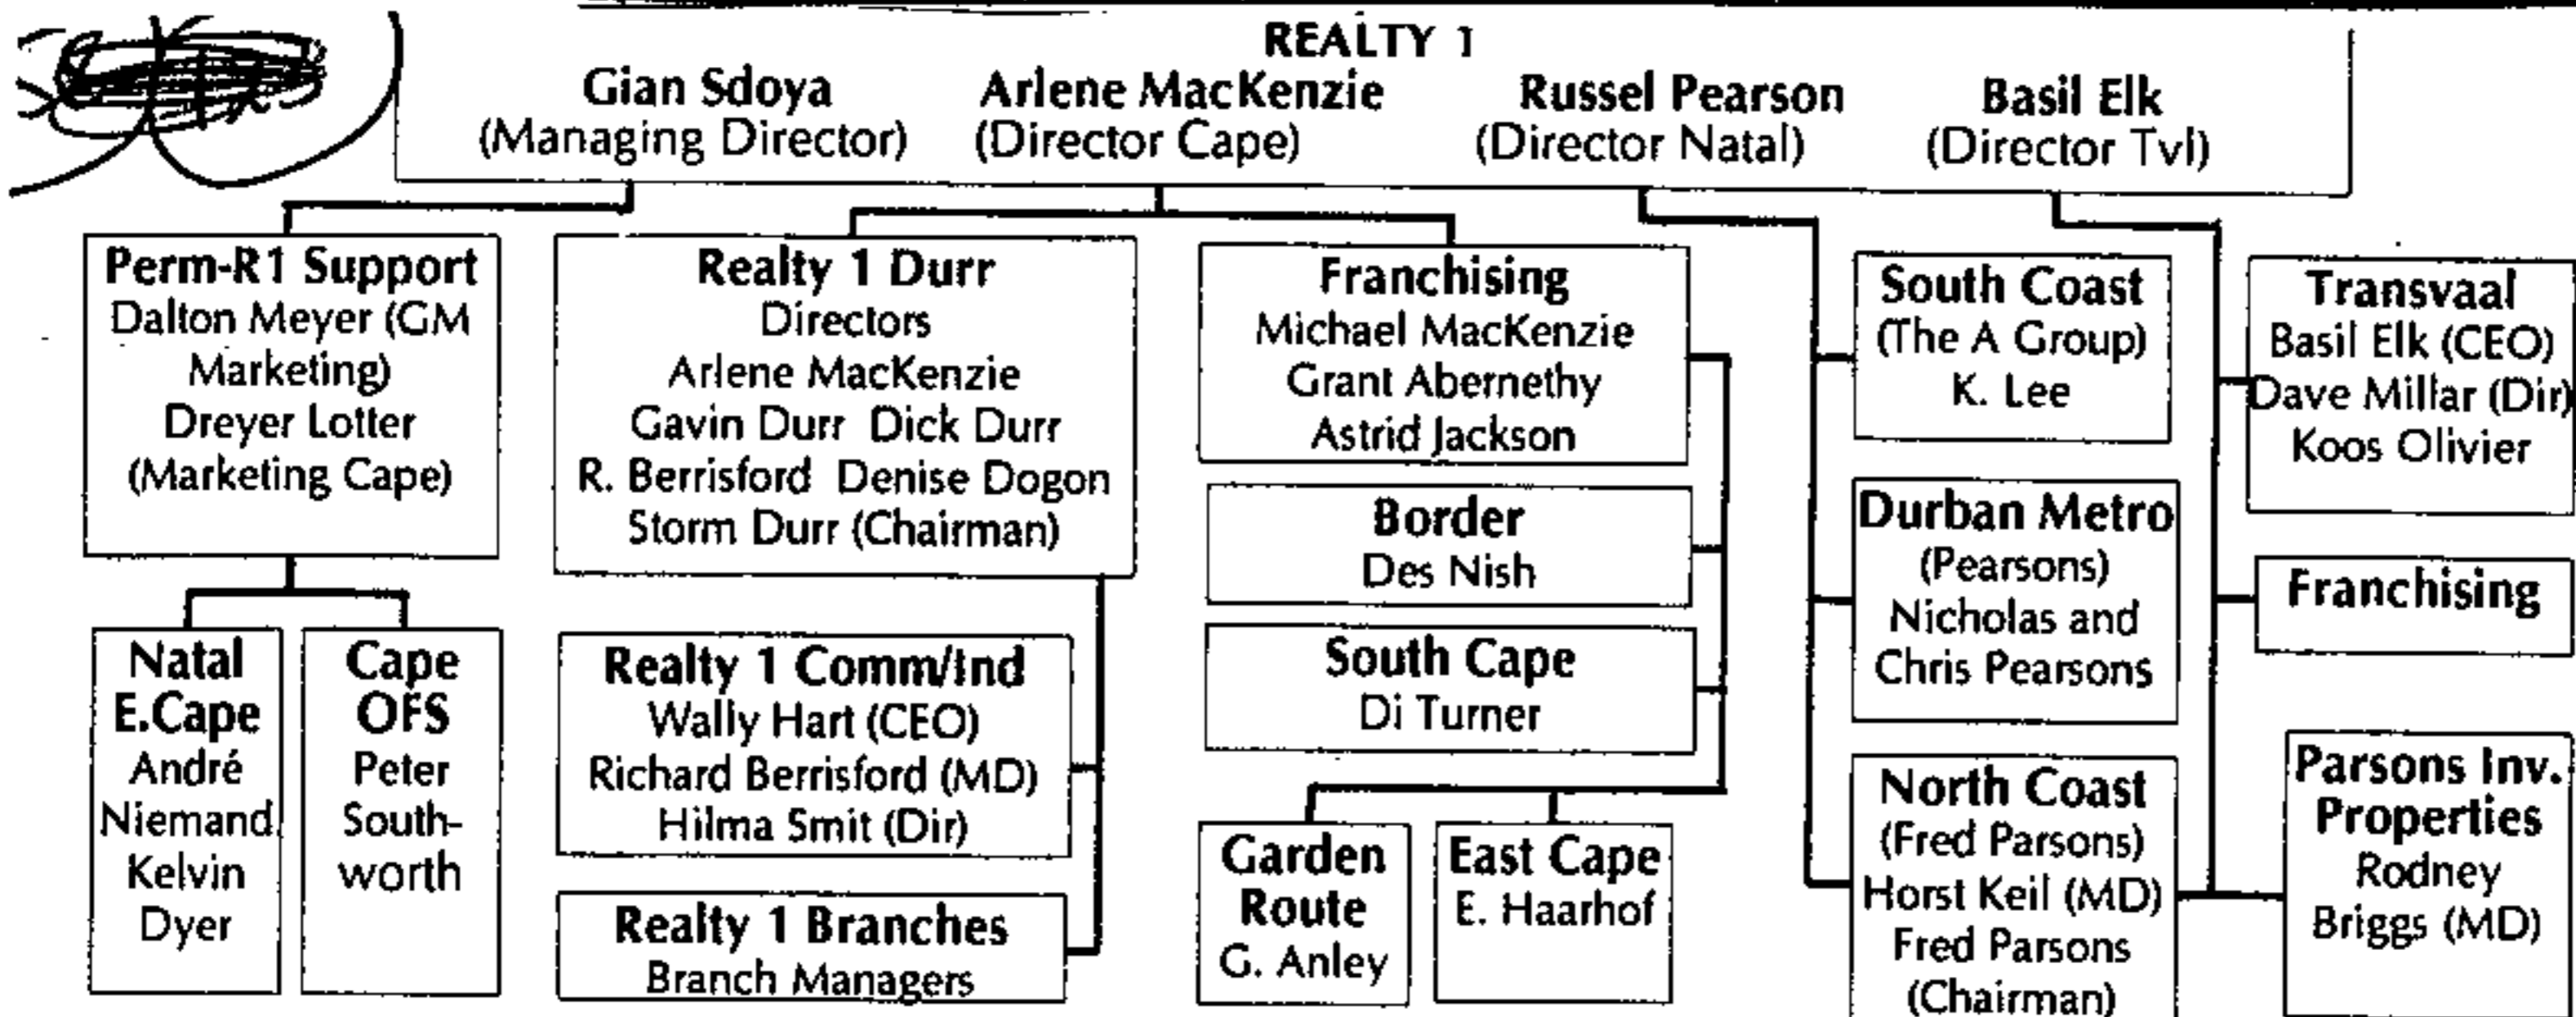 REALTY 1
Gian Sdoya
(Managing Director)
Arlene MacKenzie
(Director Cape)
Russel Pearson
(Director Natal)
Basil Elk
(Director Tvl)
Perm-R1 Support
Dalton Meyer (GM
Marketing)
Dreyer Lotter
(Marketing Cape)
Natal
E.Cape
André
Niemand
Kelvin
Dyer
Cape
OFS
Peter
South-
worth
Realty 1 Durr
Directors
Arlene MacKenzie
Gavin Durr Dick Durr
R. Berrisford Denise Dogon
Storm Durr (Chairman)
Realty 1 Comm/Ind
Wally Hart (CEO)
Richard Berrisford (MD)
Hilma Smit (Dir)
Realty 1 Branches
Branch Managers
Franchising
Michael MacKenzie
Grant Abernethy
Astrid Jackson
Border
Des Nish
South Cape
Di Turner
Garden
Route
G. Anley
East Cape
E. Haarhof
South Coast
(The A Group)
K. Lee
Durban Metro
(Pearsons)
Nicholas and
Chris Pearsons
North Coast
(Fred Parsons)
Horst Keil (MD)
Fred Parsons
(Chairman)
Transvaal
Basil Elk (CEO)
Dave Millar (Dir)
Koos Olivier
Franchising
Parsons Inv.
Properties
Rodney
Briggs (MD)